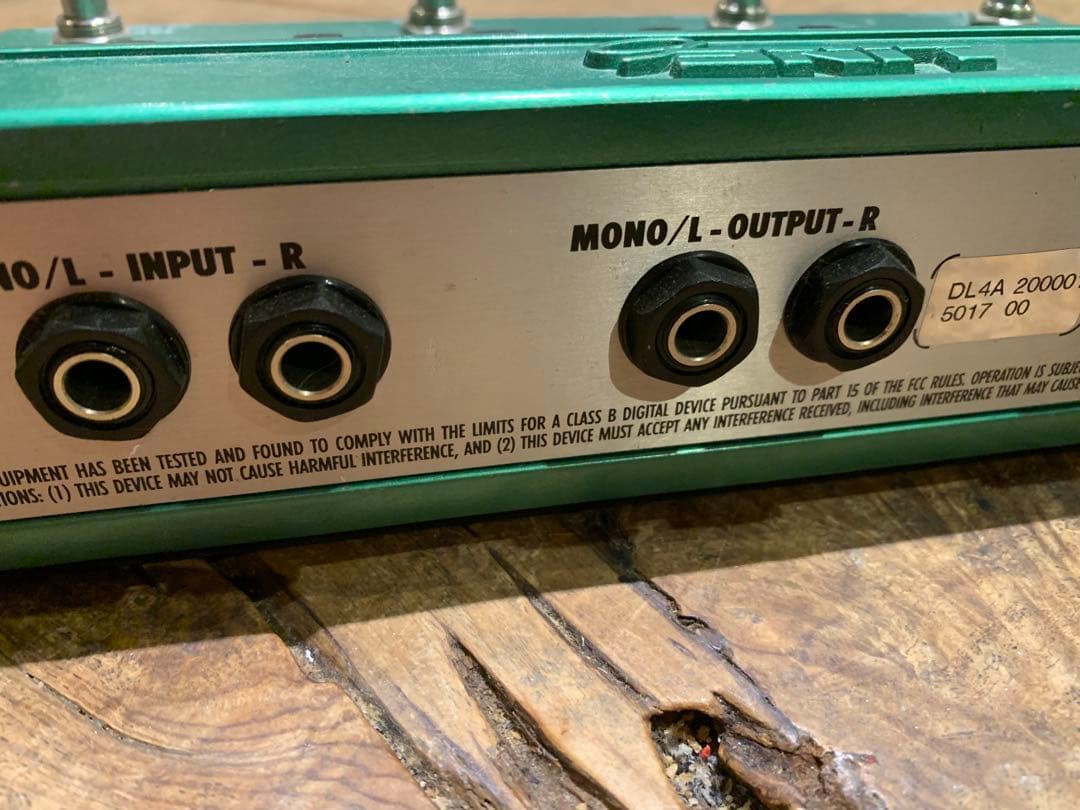 NO/L - INPUT - R
MONO/L - OUTPUT - R
DL4A 20000
5017 00
UIPMENT HAS BEEN TESTED AND FOUND TO COMPLY WITH THE LIMITS FOR A CLASS B DIGITAL DEVICE PURSUANT TO PART 15 OF THE FCC RULES. OPERATION IS SUBJE
TIONS: (1) THIS DEVICE MAY NOT CAUSE HARMFUL INTERFERENCE, AND (2) THIS DEVICE MUST ACCEPT ANY INTERFERENCE RECEIVED, INCLUDING INTERFERENCE THAT MAY CAUSE